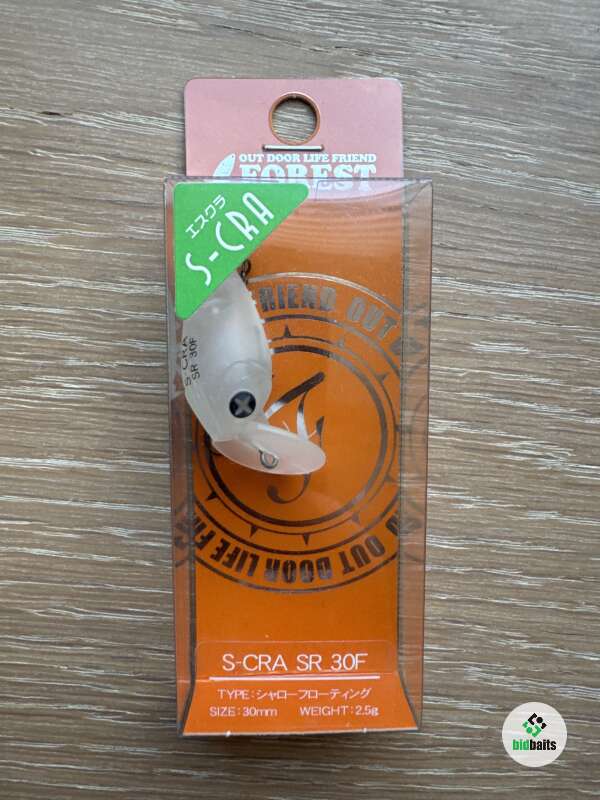 OUT DOOR LIFE FRIEND
FOREST
エスクラ
S-CRA
S-CRA
SR 30F
FRIEND. OUT
OUT DOOR LIFE
S-CRA SR 30F
TYPE:シャローフローティング
SIZE:30mm WEIGHT:2.5g
bidbaits